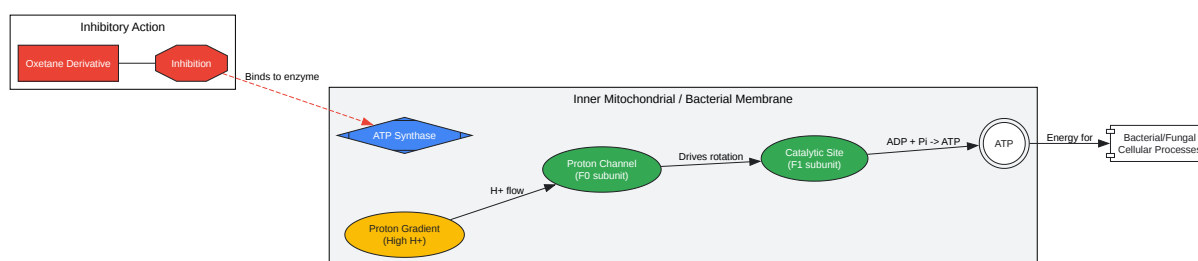 Inhibitory Action
Oxetane Derivative
Inhibition
Binds to enzyme
Inner Mitochondrial / Bacterial Membrane
ATP Synthase
Proton Gradient
(High H+)
H+ flow
Proton Channel
(F0 subunit)
Drives rotation
Catalytic Site
(F1 subunit)
ADP + Pi -> ATP
ATP
Energy for
Bacterial/Fungal
Cellular Processes